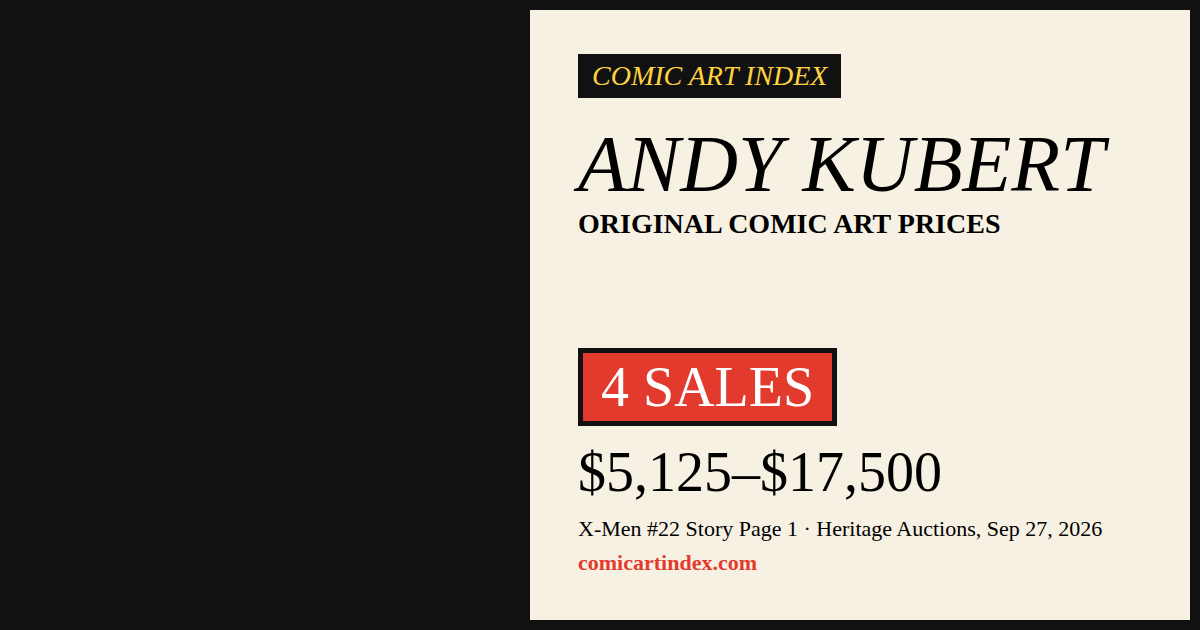 COMIC ART INDEX
ANDY KUBERT
ORIGINAL COMIC ART PRICES
4 SALES
$5,125–$17,500
X-Men #22 Story Page 1 · Heritage Auctions, Sep 27, 2026
comicartindex.com